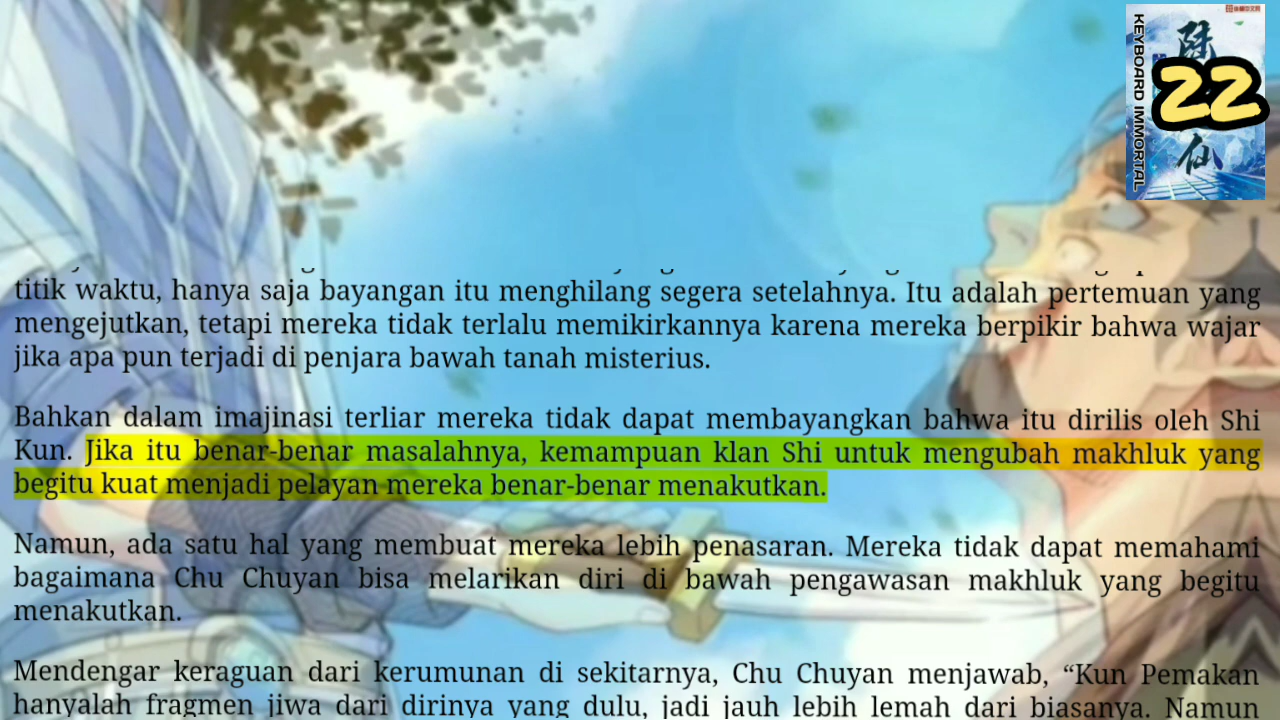 KEYBOARD IMMORTAL
22
仙
titik waktu, hanya saja bayangan itu menghilang segera setelahnya. Itu adalah pertemuan yang
mengejutkan, tetapi mereka tidak terlalu memikirkannya karena mereka berpikir bahwa wajar
jika apa pun terjadi di penjara bawah tanah misterius.
Bahkan dalam imajinasi terliar mereka tidak dapat membayangkan bahwa itu dirilis oleh Shi
Kun. Jika itu benar-benar masalahnya, kemampuan klan Shi untuk mengubah makhluk yang
begitu kuat menjadi pelayan mereka benar-benar menakutkan.
Namun, ada satu hal yang membuat mereka lebih penasaran. Mereka tidak dapat memahami
bagaimana Chu Chuyan bisa melarikan diri di bawah pengawasan makhluk yang begitu
menakutkan.
Mendengar keraguan dari kerumunan di sekitarnya, Chu Chuyan menjawab, “Kun Pemakan
hanyalah fragmen jiwa dari dirinya yang dulu, jadi jauh lebih lemah dari biasanya. Namun